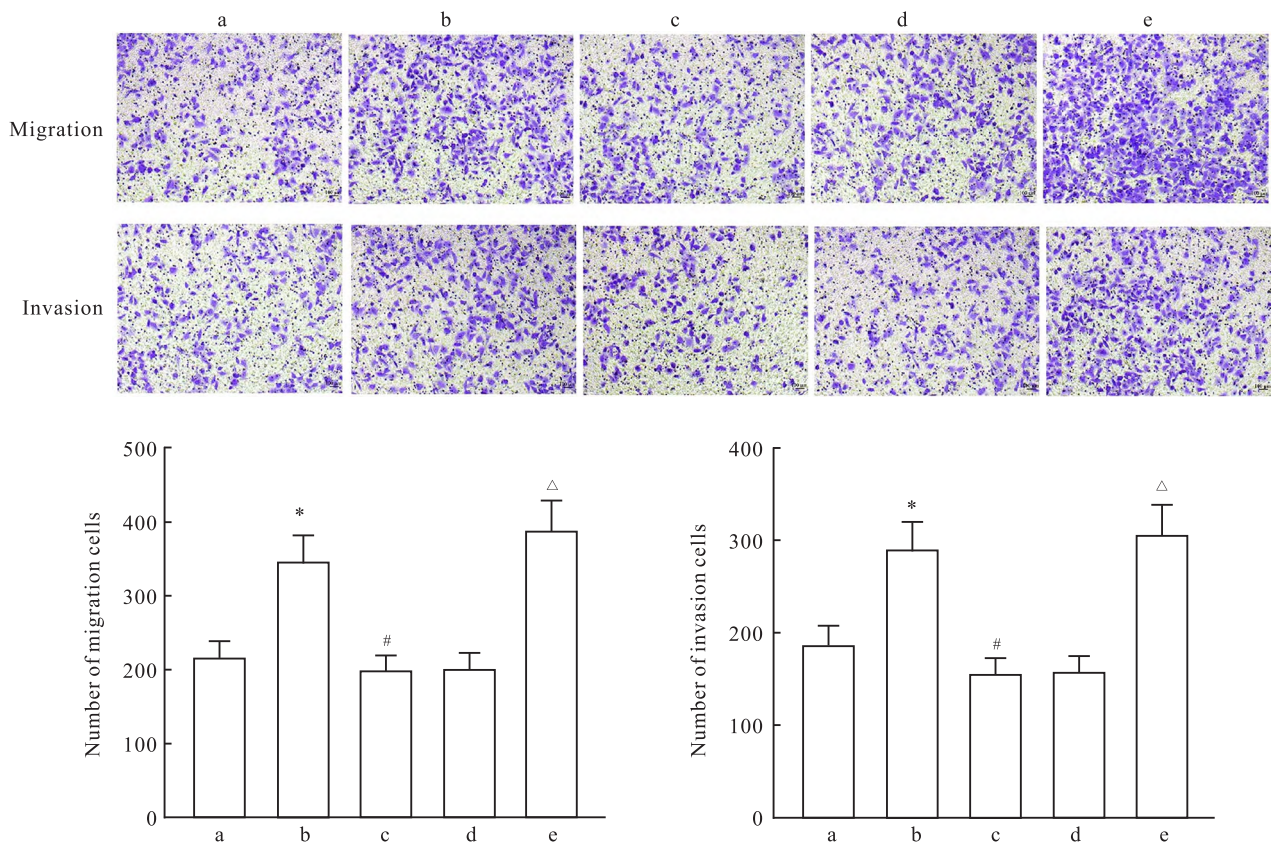 a b c d e
Migration
Invasion
Number of migration cells
500
400
300
200
100
0
*
#
△
a b c d e
Number of invasion cells
400
300
200
100
0
*
#
△
a b c d e